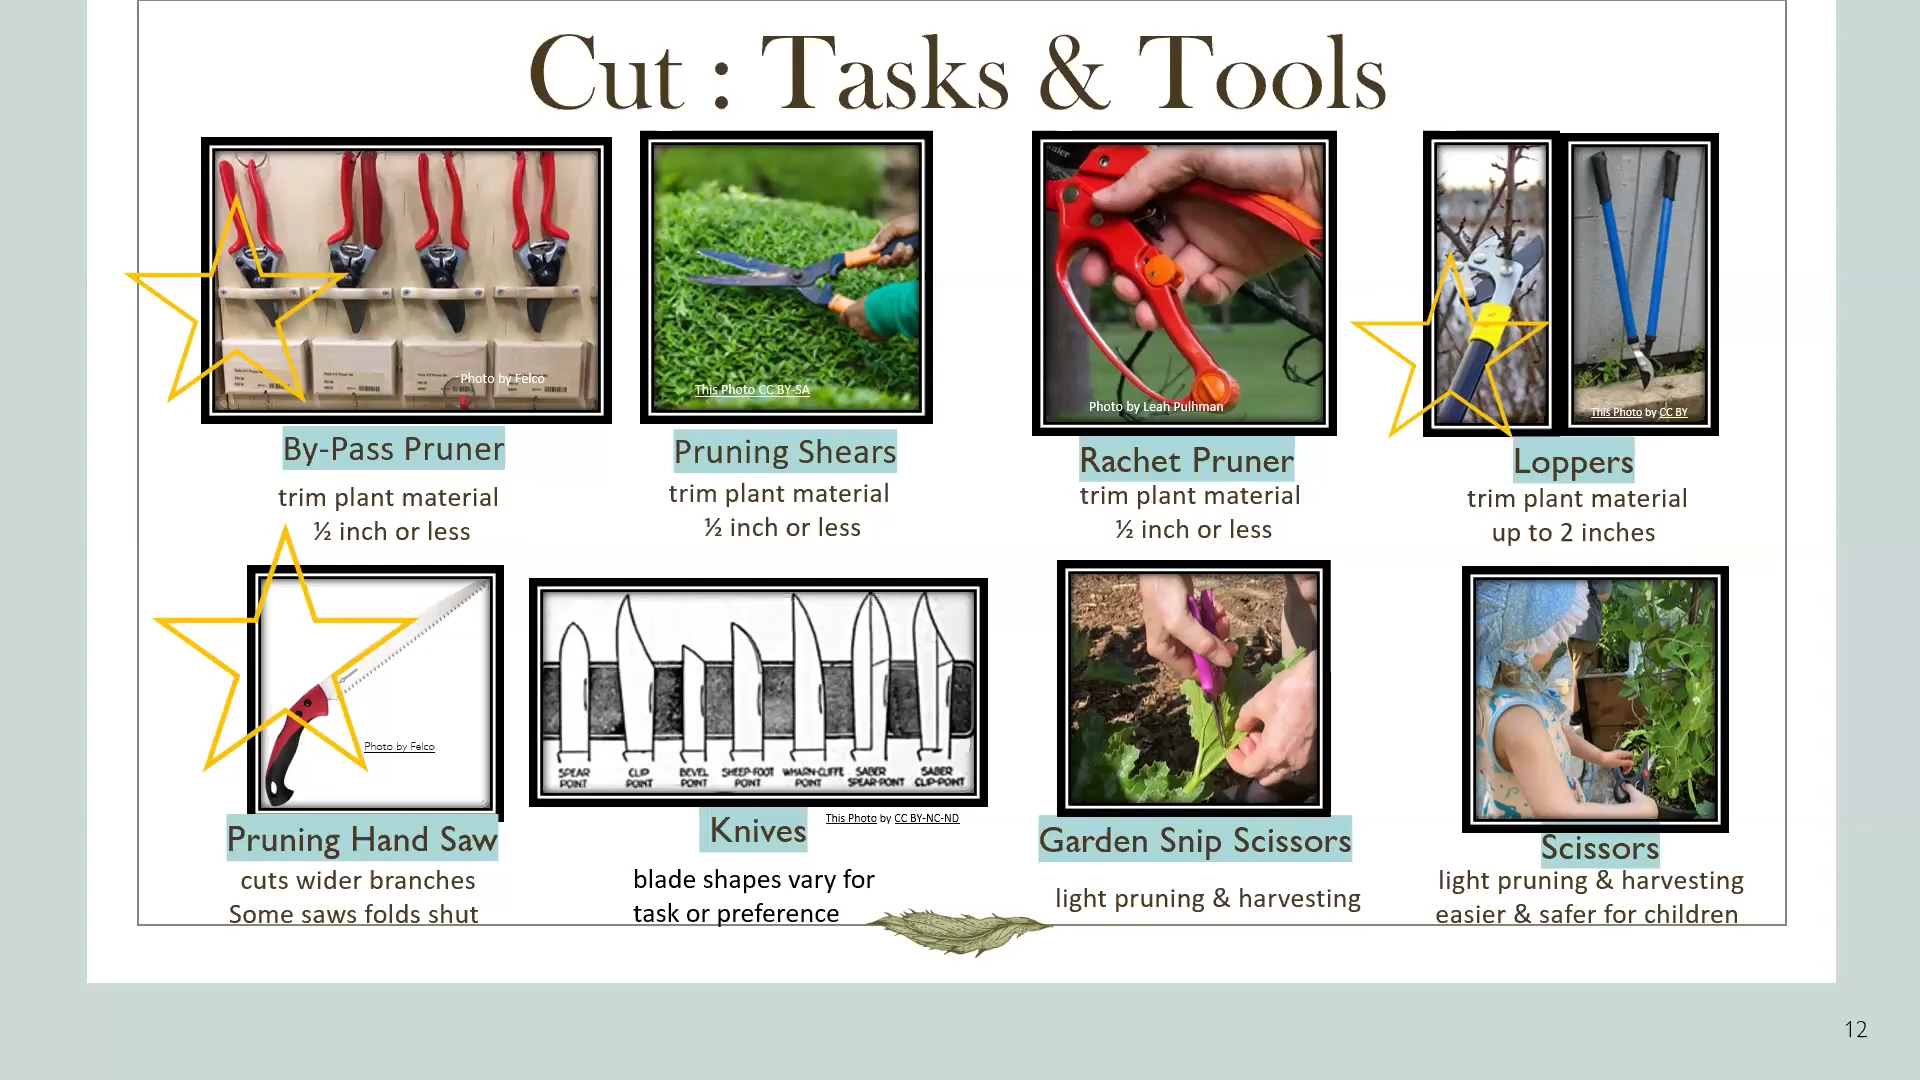 Cut : Tasks & Tools
Photo by Felco
By-Pass Pruner
trim plant material
½ inch or less
This Photo CC BY-SA
Pruning Shears
trim plant material
½ inch or less
Photo by Leah Pulhman
Rachet Pruner
trim plant material
½ inch or less
This Photo by CC BY
Loppers
trim plant material
up to 2 inches
Photo by Felco
Pruning Hand Saw
cuts wider branches
Some saws folds shut
SPEAR POINT
CLIP POINT
BEVEL POINT
SHEEP-FOOT POINT
WHARN-CLIFFE POINT
SABER SPEAR-POINT
SABER CLIP-POINT
Knives
This Photo by CC BY-NC-ND
blade shapes vary for
task or preference
Garden Snip Scissors
light pruning & harvesting
Scissors
light pruning & harvesting
easier & safer for children
12